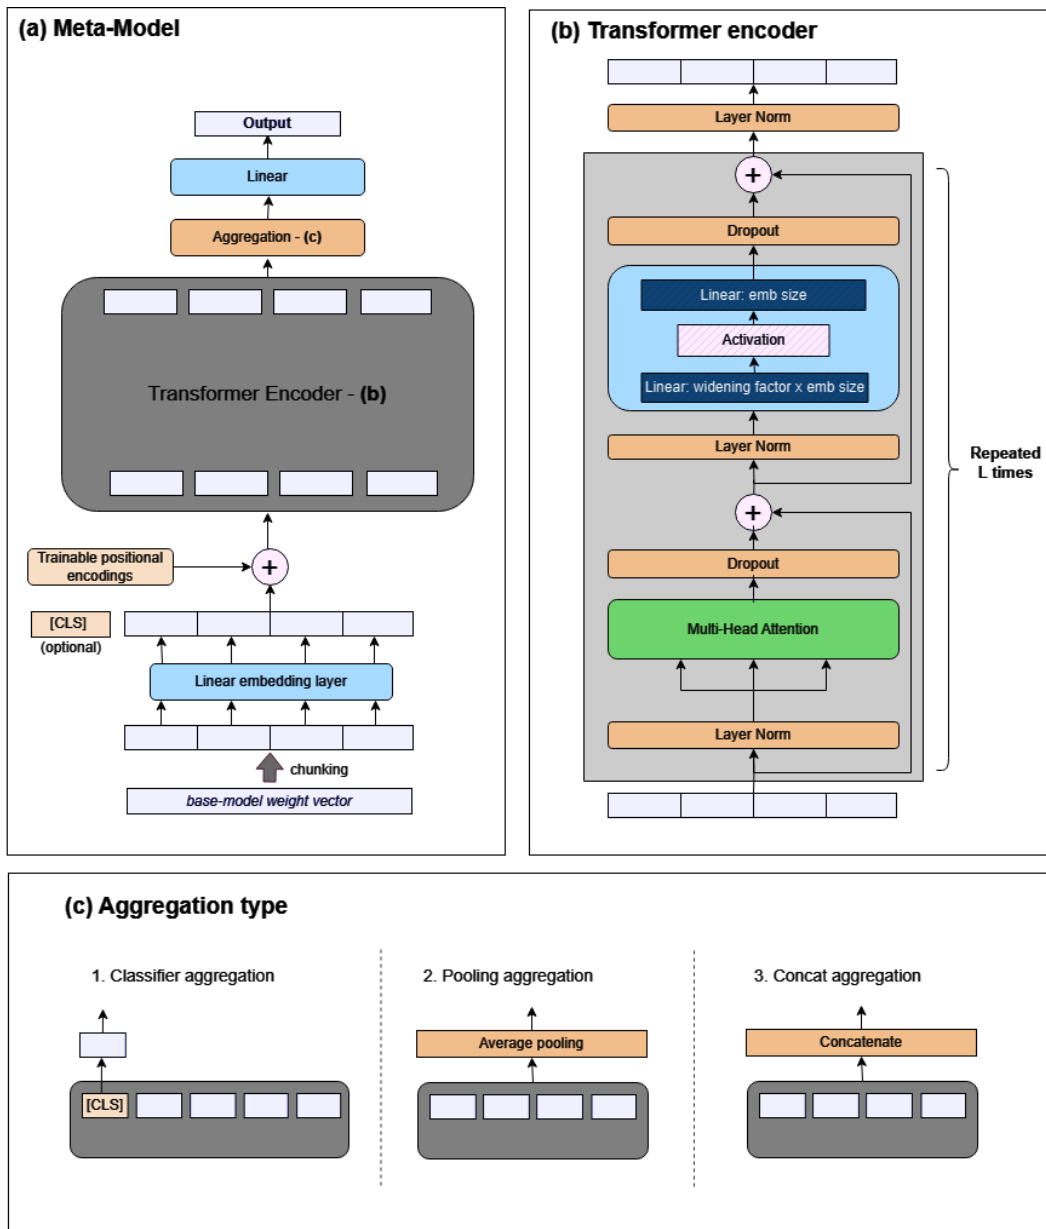 (a) Meta-Model
Output
Linear
Aggregation - (c)
Transformer Encoder - (b)
Trainable positional
encodings
+
[CLS]
(optional)
Linear embedding layer
chunking
base-model weight vector
(b) Transformer encoder
Layer Norm
+
Dropout
Linear: emb size
Activation
Linear: widening factor x emb size
Layer Norm
+
Dropout
Multi-Head Attention
Layer Norm
Repeated
L times
(c) Aggregation type
1. Classifier aggregation
[CLS]
2. Pooling aggregation
Average pooling
3. Concat aggregation
Concatenate